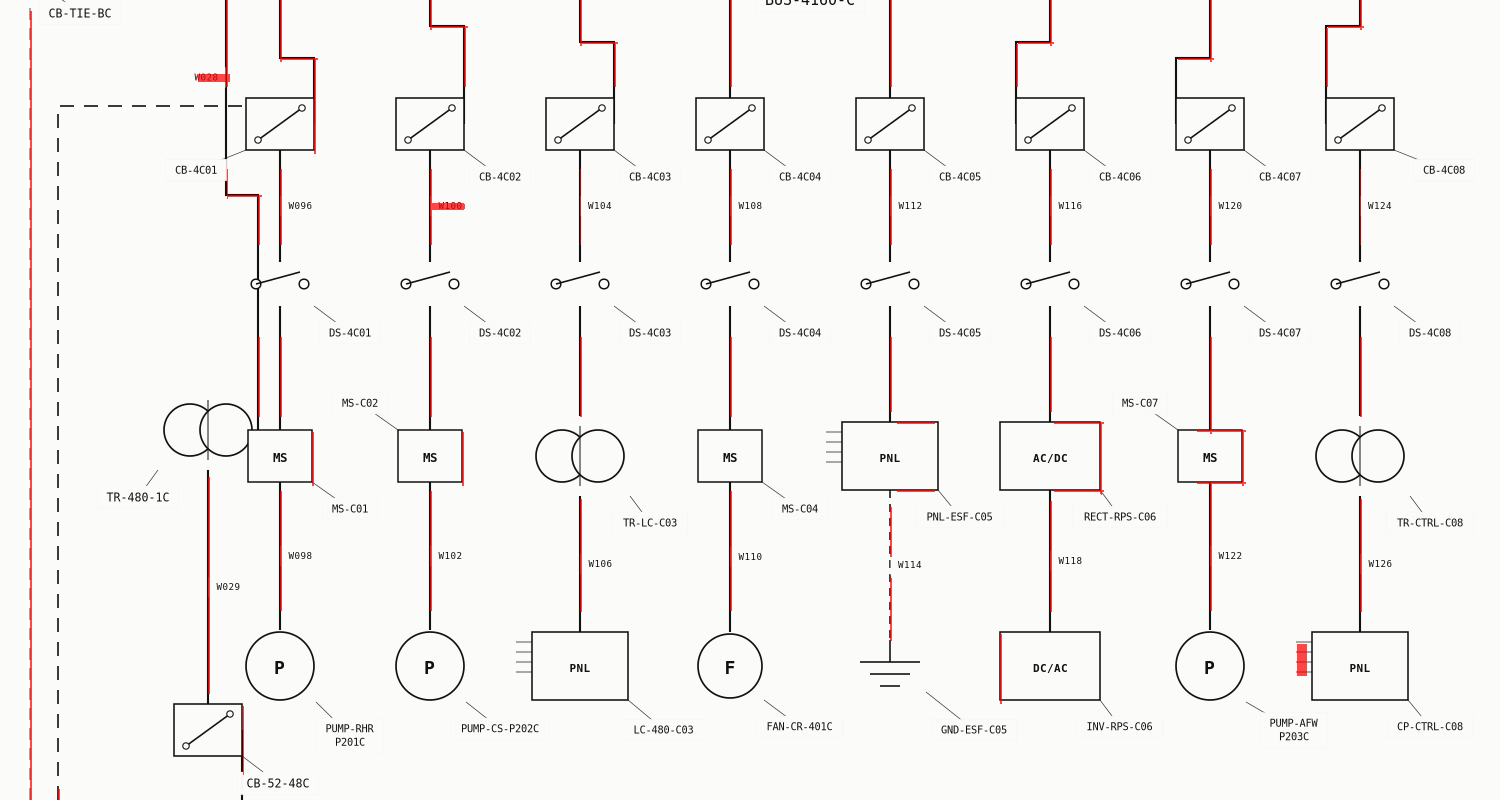 BUS-4160-C
CB-TIE-BC
W028
CB-4C01
CB-4C02
CB-4C03
CB-4C04
CB-4C05
CB-4C06
CB-4C07
CB-4C08
W096
W100
W104
W108
W112
W116
W120
W124
DS-4C01
DS-4C02
DS-4C03
DS-4C04
DS-4C05
DS-4C06
DS-4C07
DS-4C08
MS-C02
MS-C07
MS
MS
MS
PNL
AC/DC
MS
TR-480-1C
MS-C01
TR-LC-C03
MS-C04
PNL-ESF-C05
RECT-RPS-C06
TR-CTRL-C08
W029
W098
W102
W106
W110
W114
W118
W122
W126
P
P
PNL
F
DC/AC
P
PNL
PUMP-RHR
P201C
PUMP-CS-P202C
LC-480-C03
FAN-CR-401C
GND-ESF-C05
INV-RPS-C06
PUMP-AFW
P203C
CP-CTRL-C08
CB-52-48C